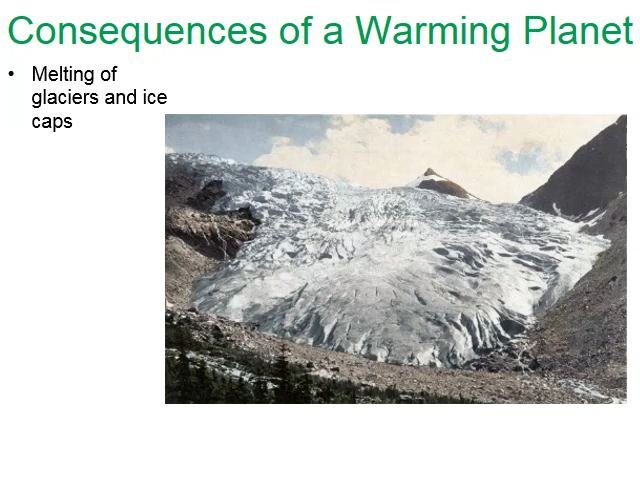 Consequences of a Warming Planet
• Melting of
glaciers and ice
caps